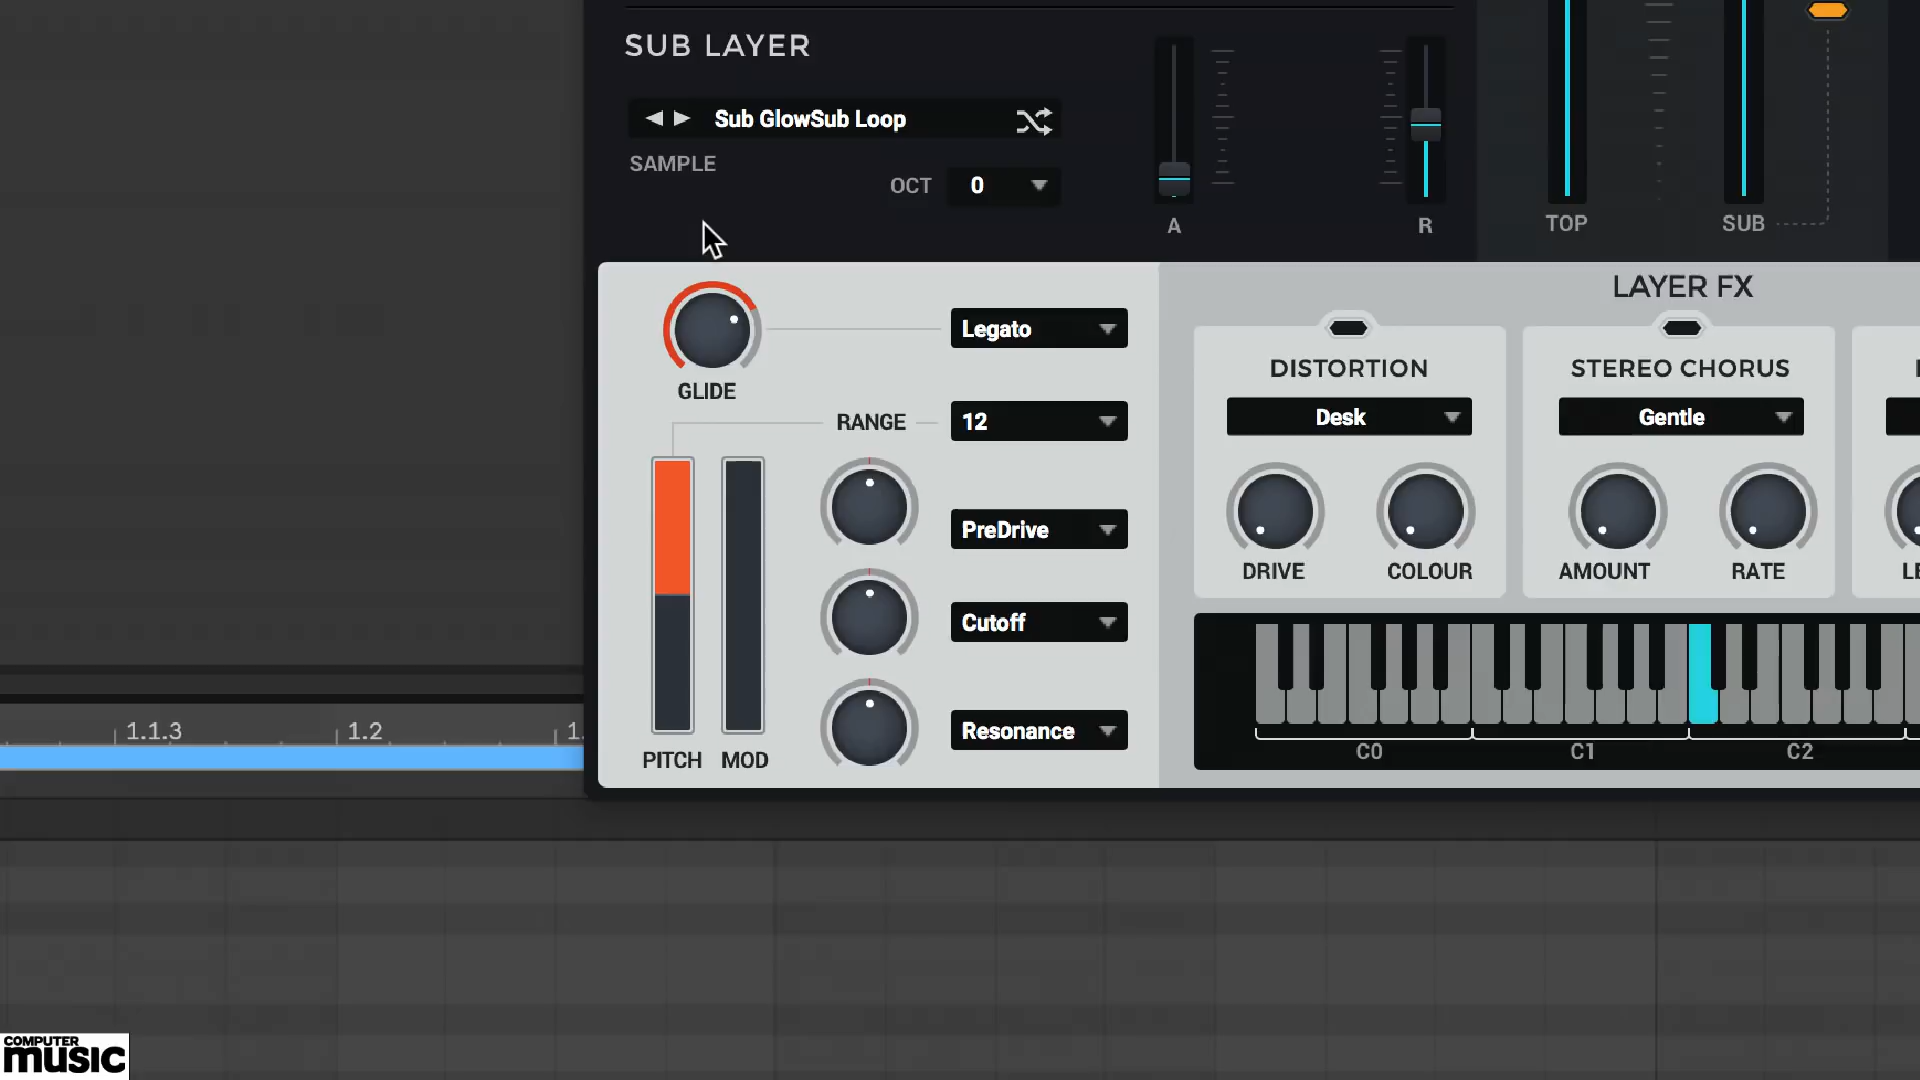 SUB LAYER
Sub GlowSub Loop
SAMPLE
OCT 0
A
R
TOP
SUB
GLIDE
Legato
RANGE 12
PreDrive
Cutoff
Resonance
PITCH MOD
LAYER FX
DISTORTION
Desk
DRIVE COLOUR
STEREO CHORUS
Gentle
AMOUNT RATE
C0 C1 C2
1.1.3 1.2
COMPUTER
music